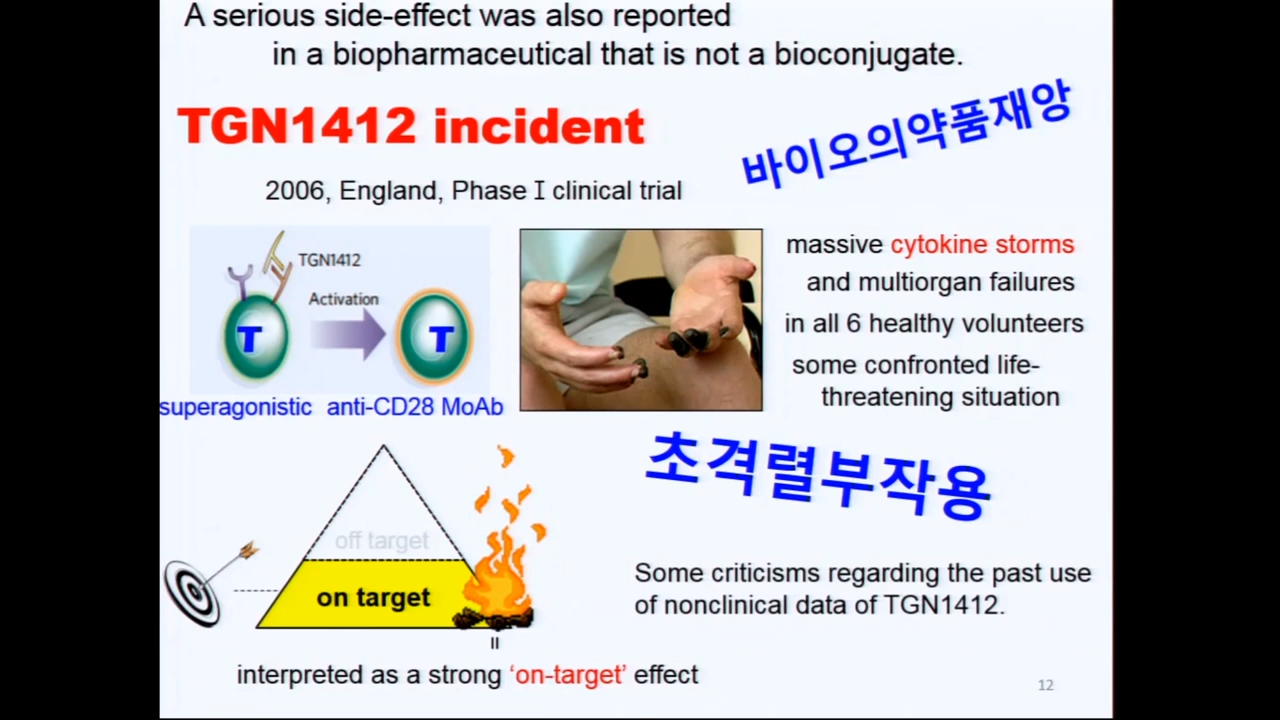 A serious side-effect was also reported
in a biopharmaceutical that is not a bioconjugate.
TGN1412 incident
바이오의약품재앙
2006, England, Phase I clinical trial
TGN1412
Activation
T
T
superagonistic anti-CD28 MoAb
massive cytokine storms
and multiorgan failures
in all 6 healthy volunteers
some confronted life-
threatening situation
초격렬부작용
off target
on target
Some criticisms regarding the past use
of nonclinical data of TGN1412.
=
interpreted as a strong ‘on-target’ effect
12